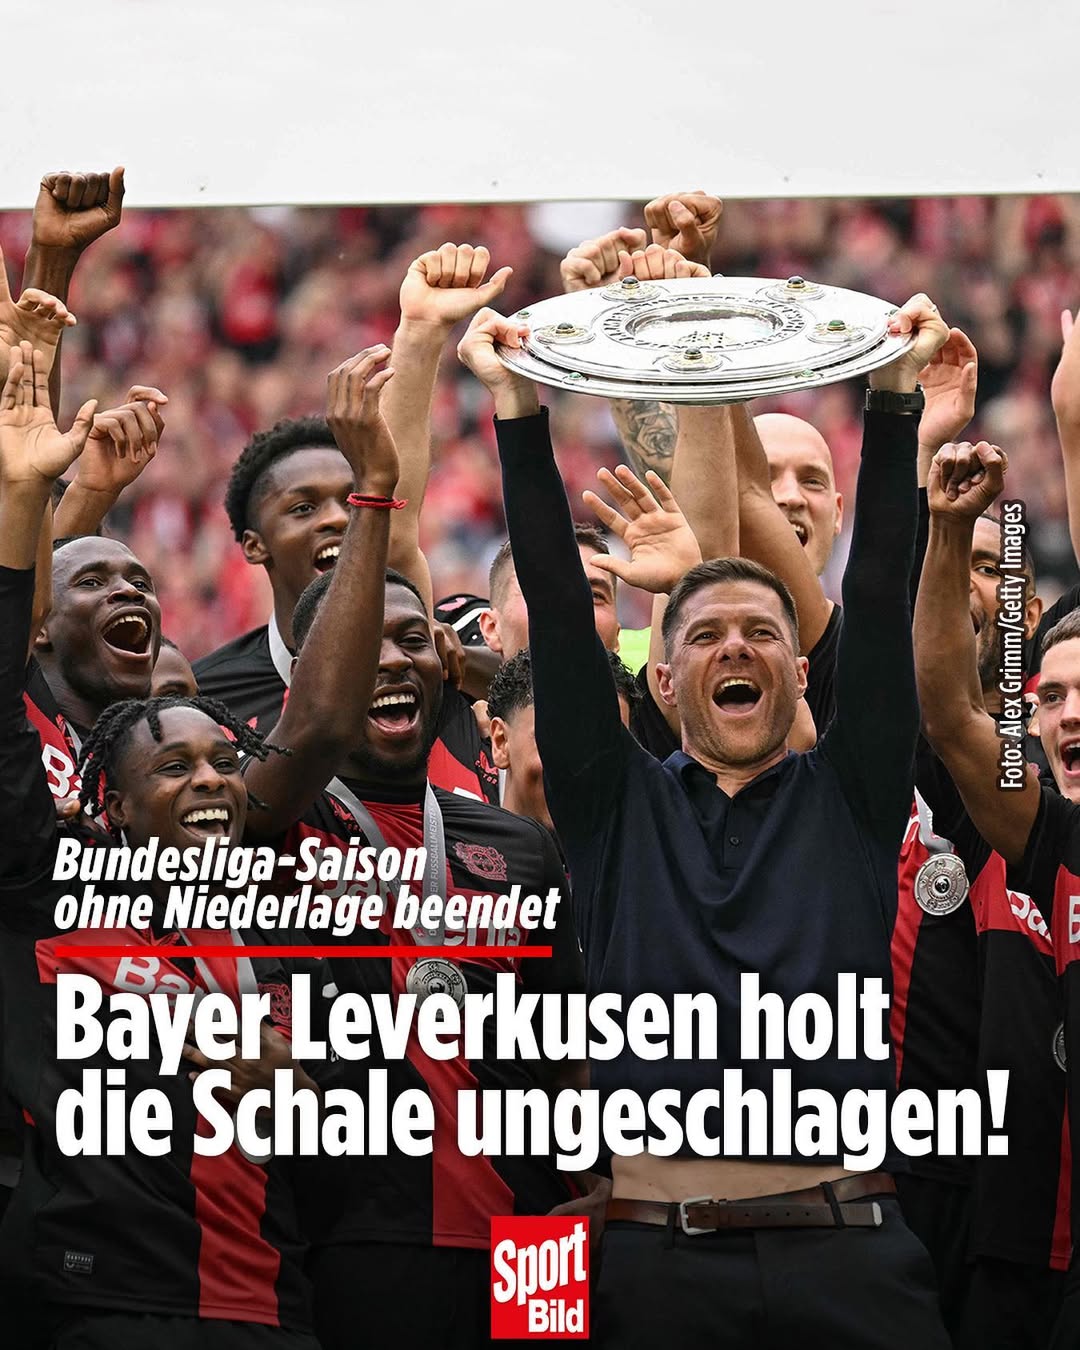 Foto: Alex Grimm/Getty Images
Bundesliga-Saison
ohne Niederlage beendet
Bayer Leverkusen holt
die Schale ungeschlagen!
Sport
Bild